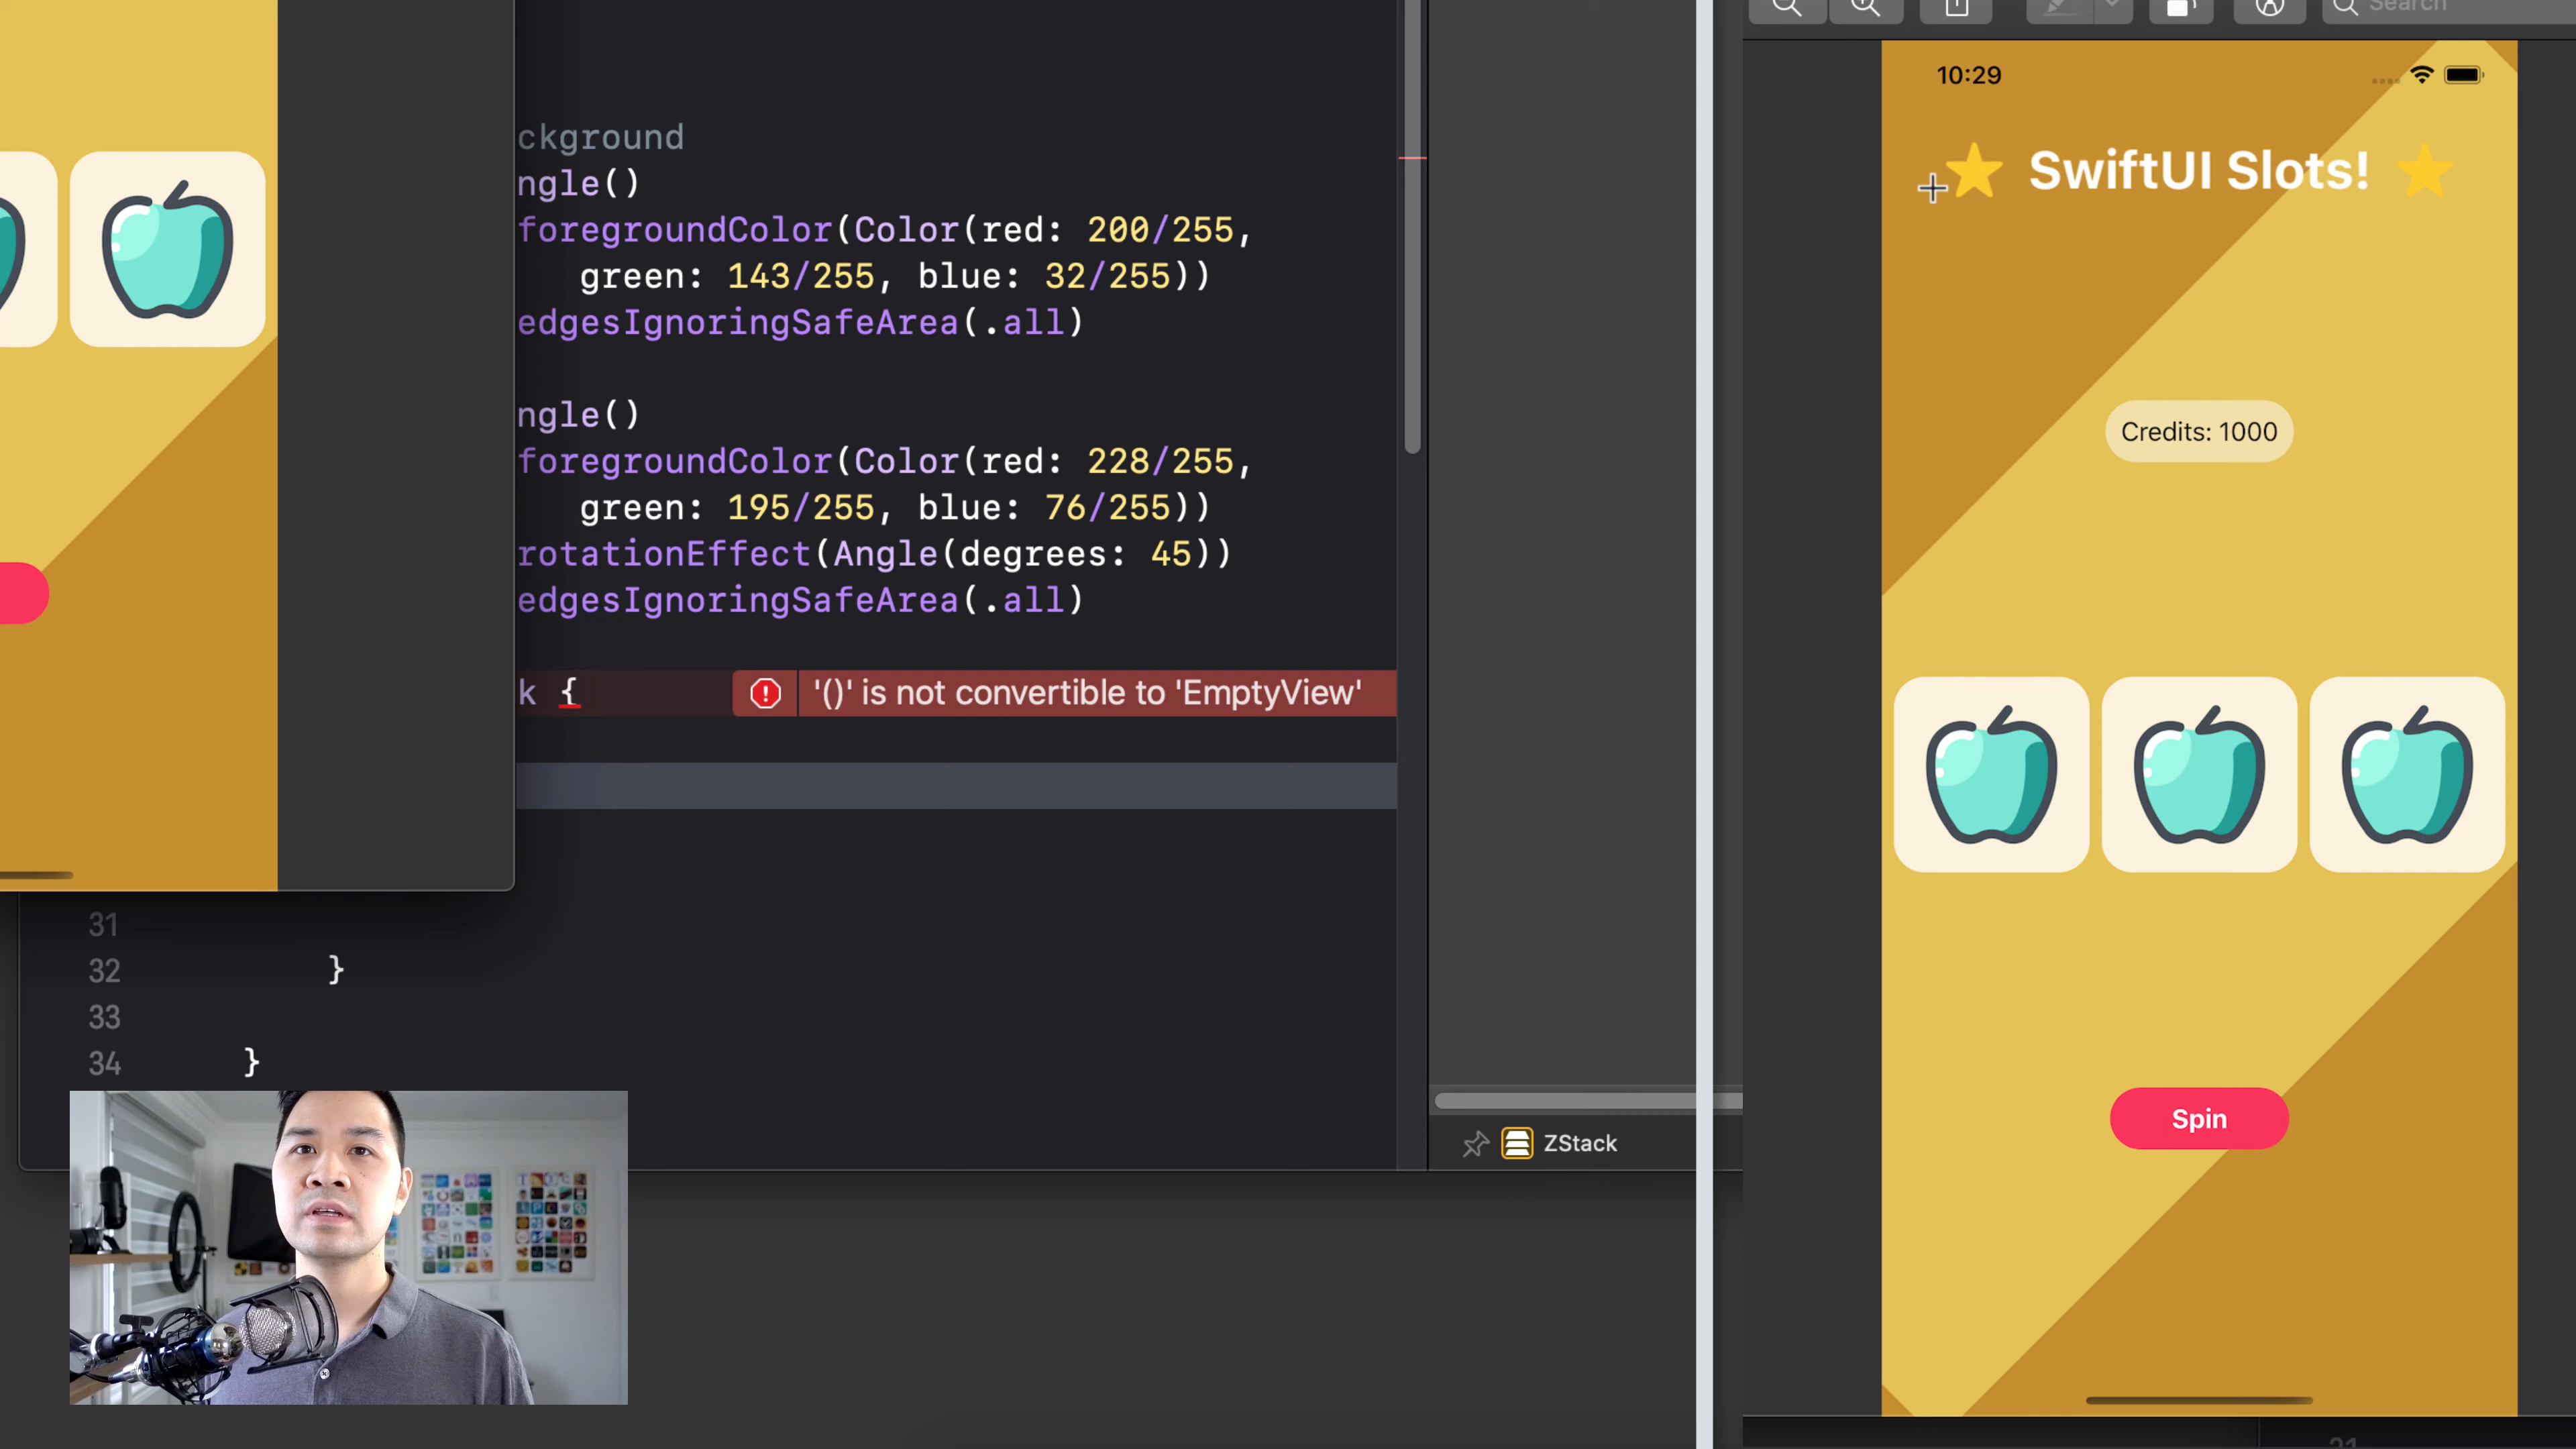 ckground
ngle()
foregroundColor(Color(red: 200/255,
green: 143/255, blue: 32/255))
edgesIgnoringSafeArea(.all)
ngle()
foregroundColor(Color(red: 228/255,
green: 195/255, blue: 76/255))
rotationEffect(Angle(degrees: 45))
edgesIgnoringSafeArea(.all)
k { '()' is not convertible to 'EmptyView'
31
32 }
33
34 }
ZStack
Search
10:29
SwiftUI Slots!
Credits: 1000
Spin